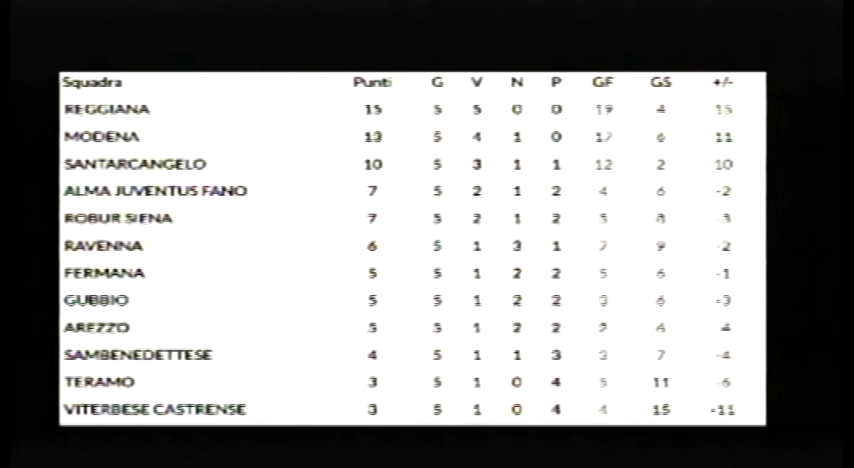 Squadra Punti G V N P GF GS +/-
REGGIANA 15 5 5 0 0 19 4 15
MODENA 13 5 4 1 0 17 6 11
SANTARCANGELO 10 5 3 1 1 12 2 10
ALMA JUVENTUS FANO 7 5 2 1 2 4 6 -2
ROBUR SIENA 7 5 2 1 2 5 8 -3
RAVENNA 6 5 1 3 1 7 9 -2
FERMANA 5 5 1 2 2 5 6 -1
GUBBIO 5 5 1 2 2 3 6 -3
AREZZO 5 5 1 2 2 2 6 -4
SAMBENEDETTESE 4 5 1 1 3 3 7 -4
TERAMO 3 5 1 0 4 5 11 -6
VITERBESE CASTRENSE 3 5 1 0 4 4 15 -11